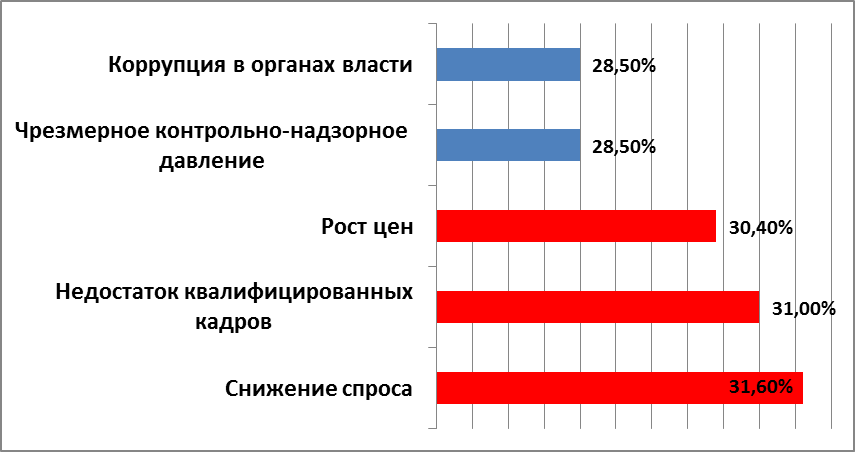 Коррупция в органах власти
28,50%
Чрезмерное контрольно-надзорное
давление
28,50%
Рост цен
30,40%
Недостаток квалифицированных
кадров
31,00%
Снижение спроса
31,60%